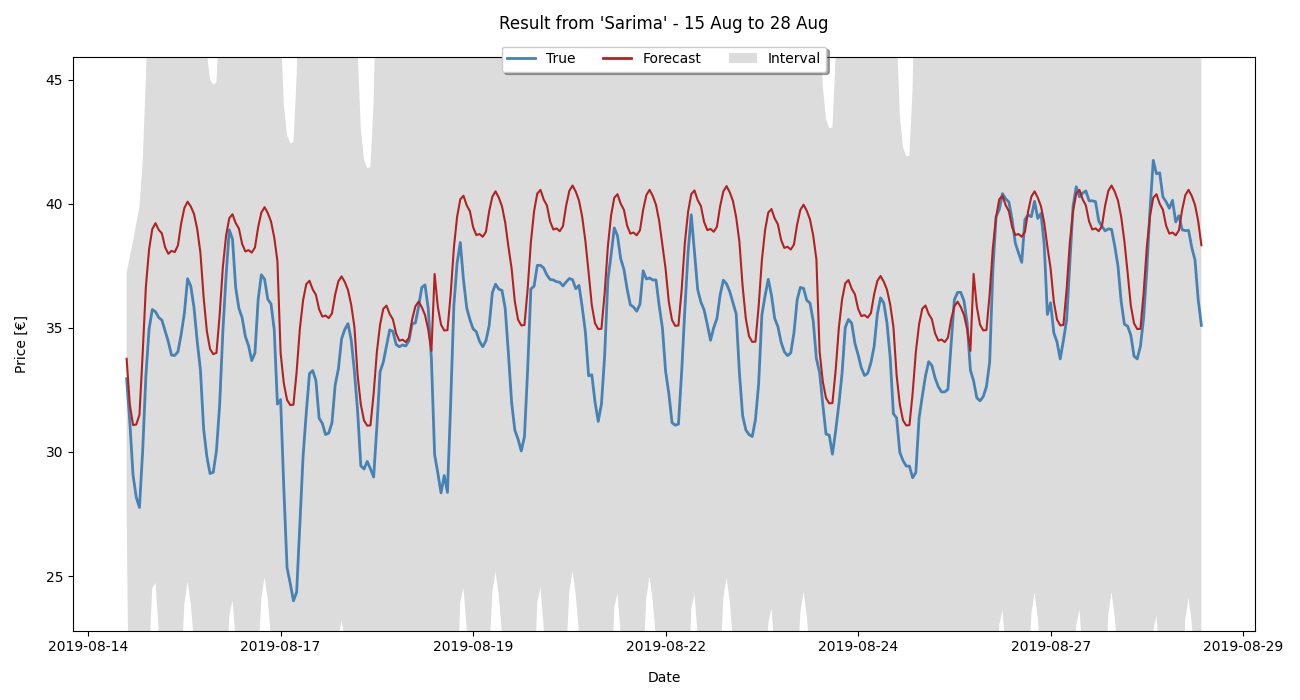 Result from 'Sarima' - 15 Aug to 28 Aug
True Forecast Interval
45
40
35
30
25
Price [€]
2019-08-14 2019-08-17 2019-08-19 2019-08-22 2019-08-24 2019-08-27 2019-08-29
Date